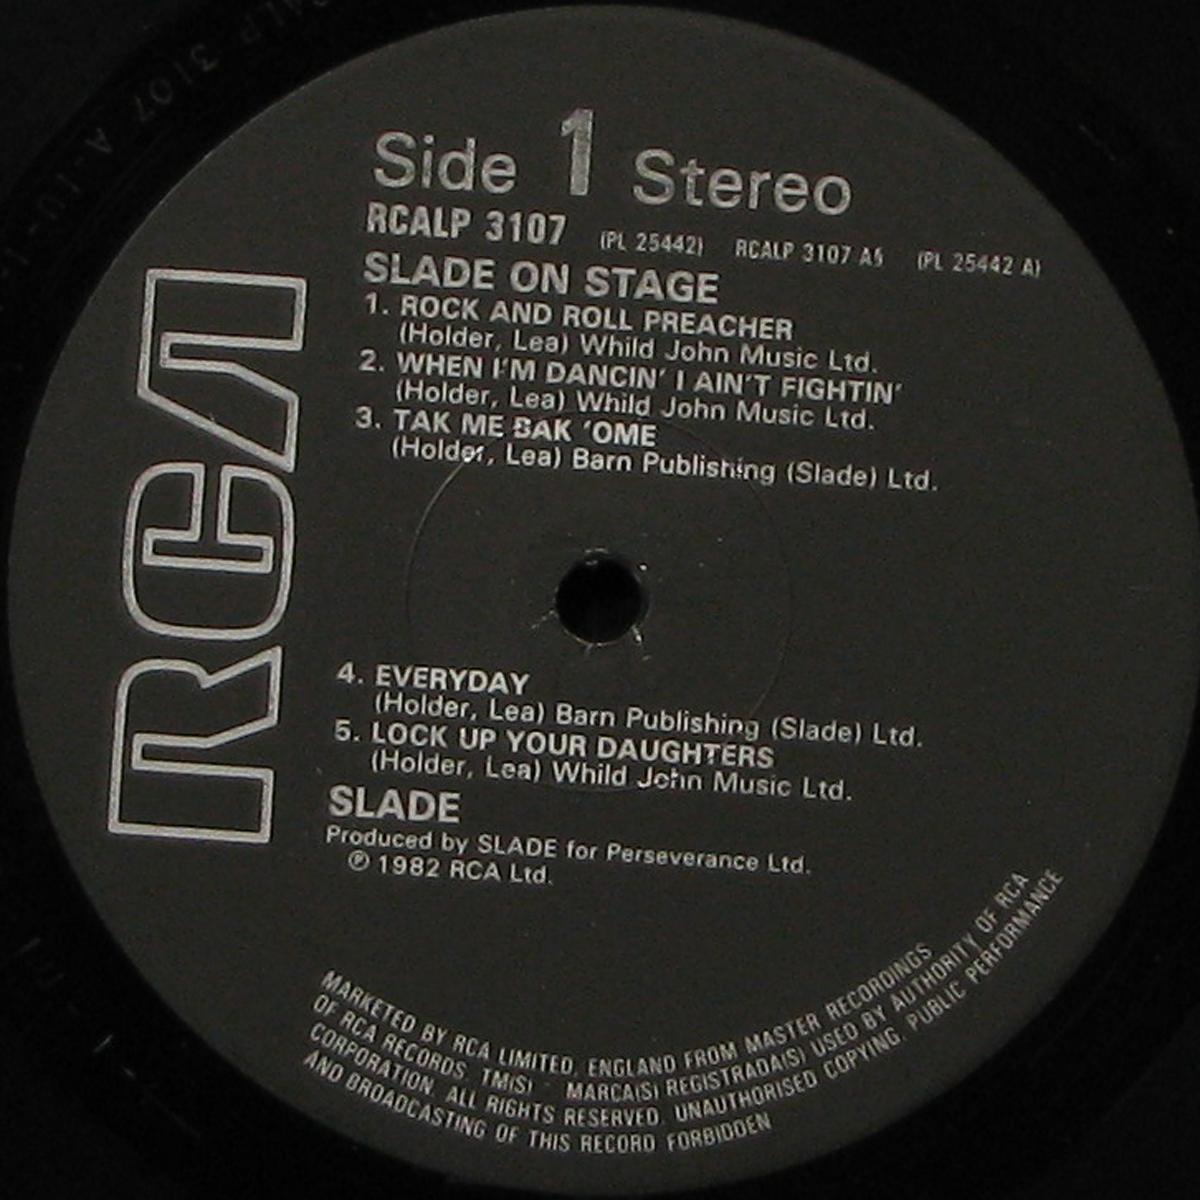 Side 1 Stereo
RCALP 3107 (PL 25442) RCALP 3107 AS (PL 25442 A)
SLADE ON STAGE
1. ROCK AND ROLL PREACHER
(Holder, Lea) Whild John Music Ltd.
2. WHEN I'M DANCIN' I AIN'T FIGHTIN'
(Holder, Lea) Whild John Music Ltd.
3. TAK ME BAK 'OME
(Holder, Lea) Barn Publishing (Slade) Ltd.
RCA
4. EVERYDAY
(Holder, Lea) Barn Publishing (Slade) Ltd.
5. LOCK UP YOUR DAUGHTERS
(Holder, Lea) Whild John Music Ltd.
SLADE
Produced by SLADE for Perseverance Ltd.
℗ 1982 RCA Ltd.
MARKETED BY RCA LIMITED, ENGLAND FROM MASTER RECORDINGS
OF RCA RECORDS. TM(S) - MARCA(S) REGISTRADA(S) USED BY AUTHORITY OF RCA
CORPORATION. ALL RIGHTS RESERVED. UNAUTHORISED COPYING, PUBLIC PERFORMANCE
AND BROADCASTING OF THIS RECORD FORBIDDEN